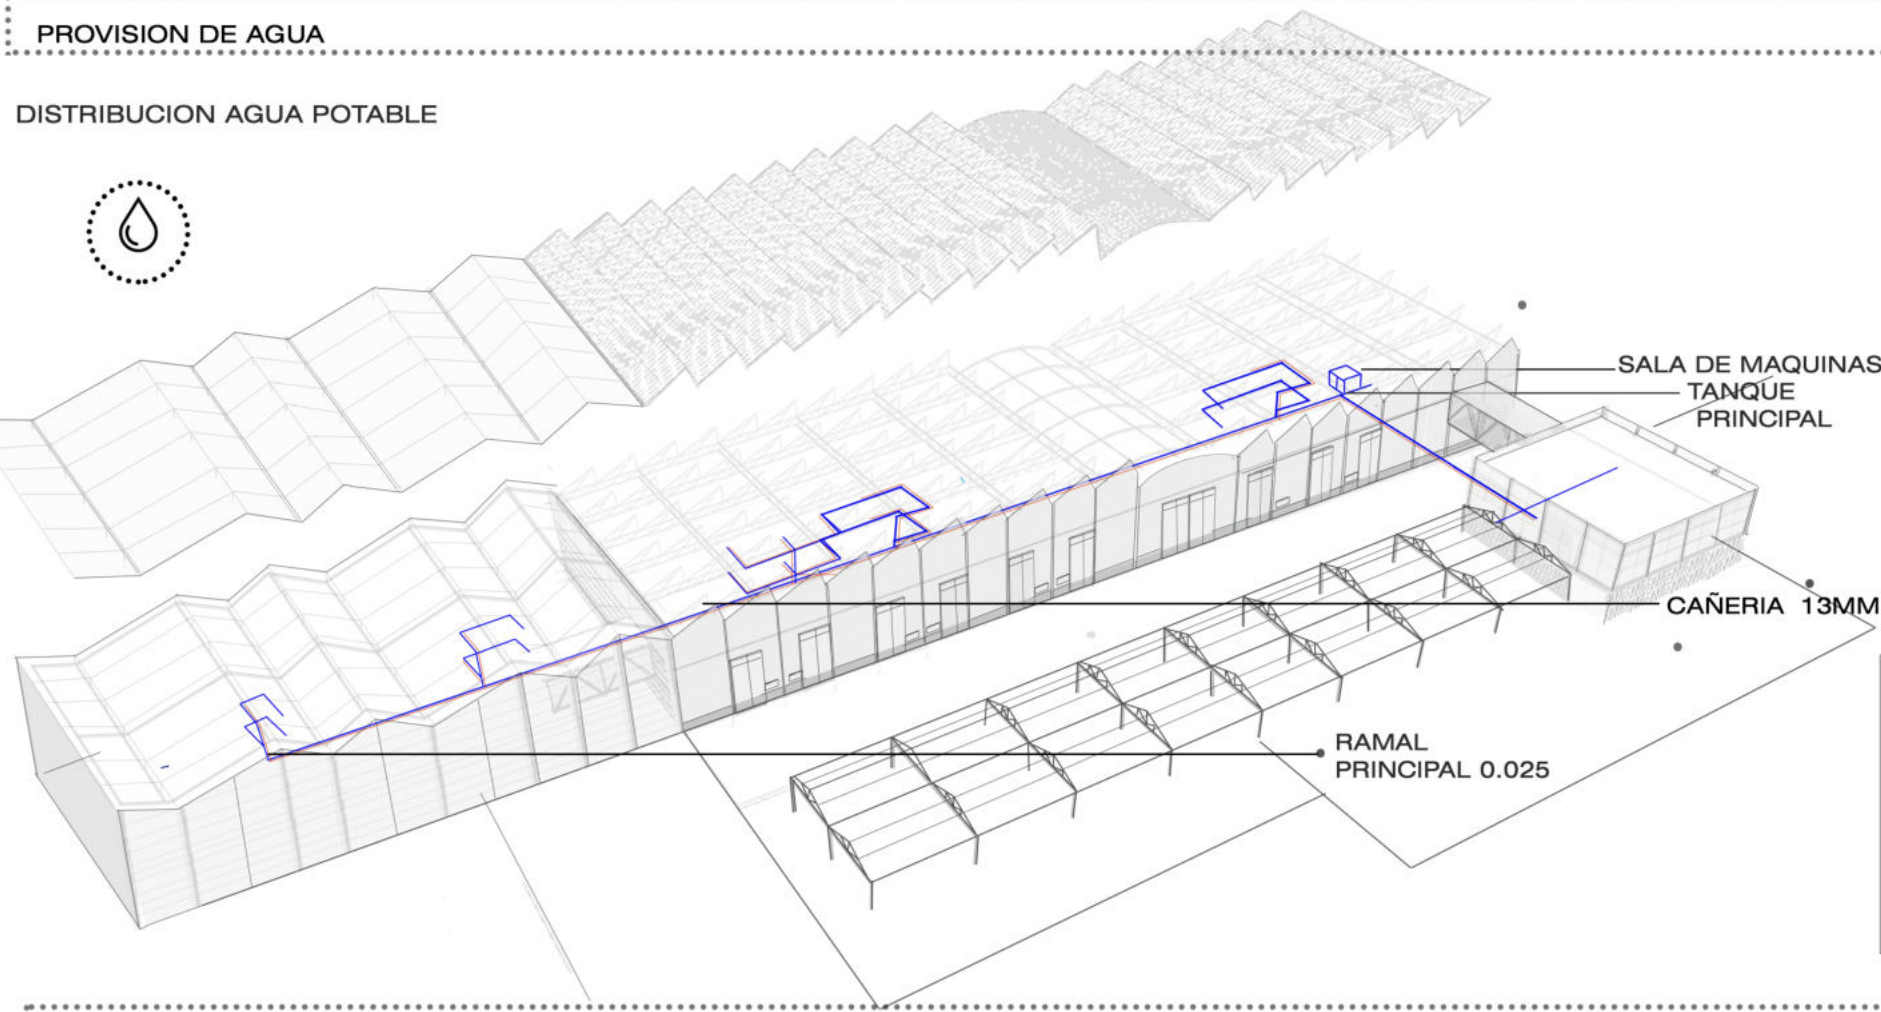 PROVISION DE AGUA
DISTRIBUCION AGUA POTABLE
SALA DE MAQUINAS
TANQUE
PRINCIPAL
CAÑERIA 13MM
RAMAL
PRINCIPAL 0.025